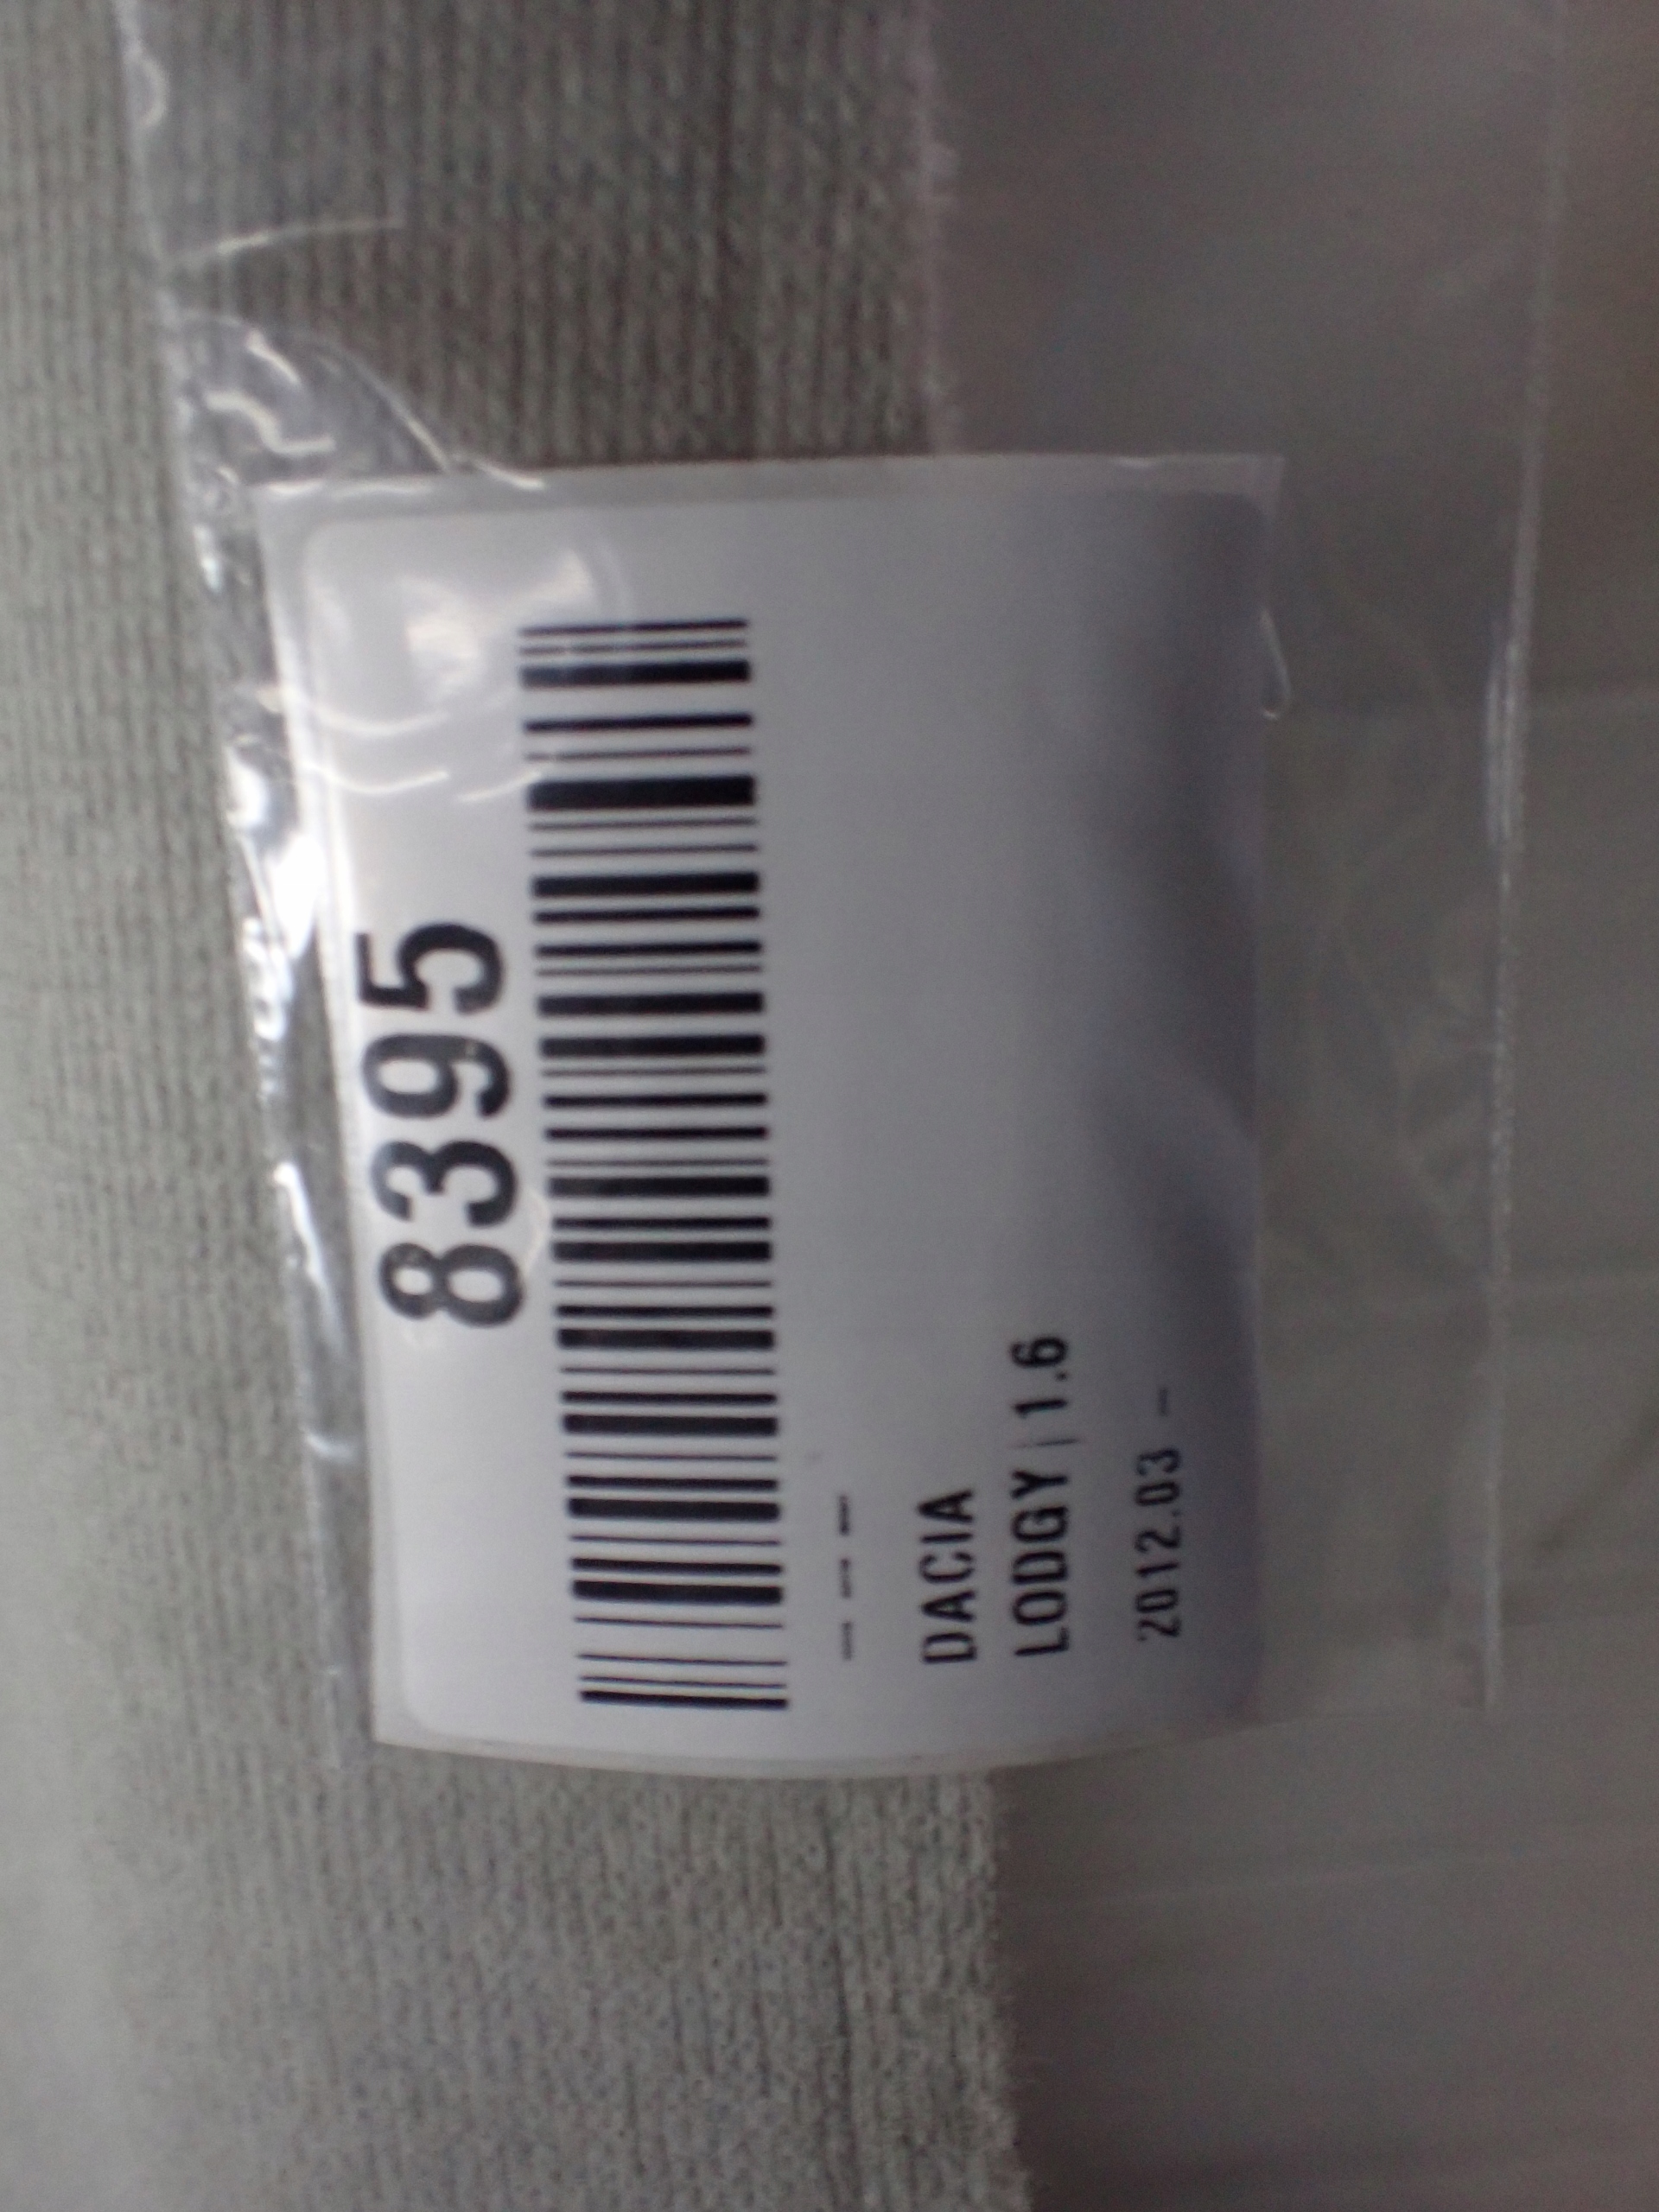 8395
– –.– –.–
DACIA
LODGY | 1.6
2012.03 –